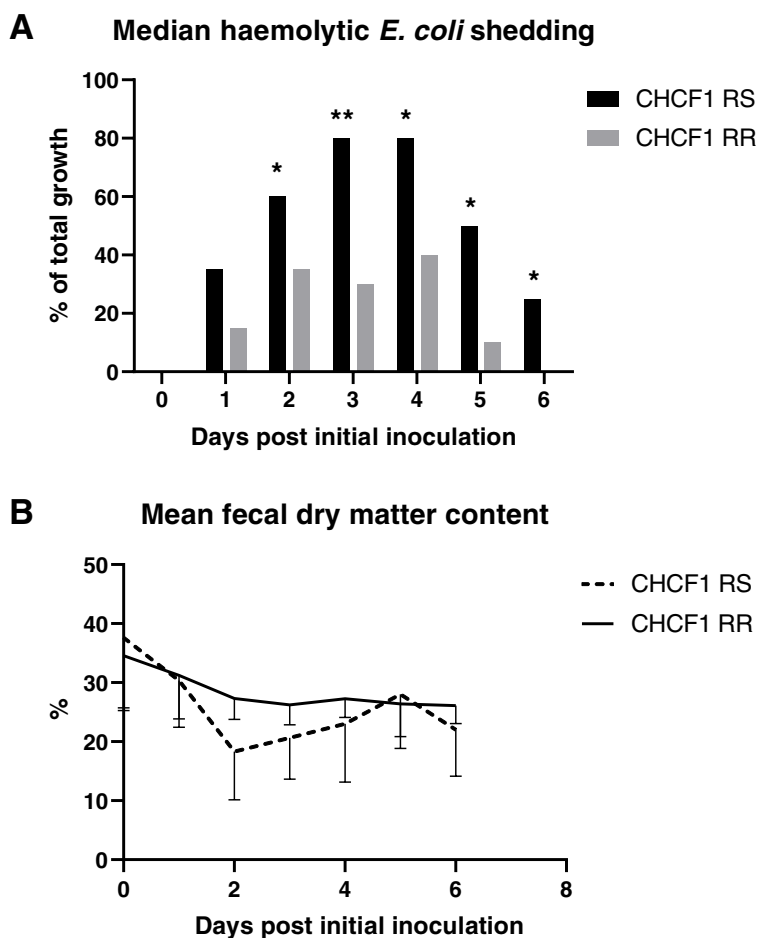 A
Median haemolytic E. coli shedding
100
80
60
40
20
0
% of total growth
*
**
*
*
*
0 1 2 3 4 5 6
Days post initial inoculation
CHCF1 RS
CHCF1 RR
B
Mean fecal dry matter content
50
40
30
20
10
0
%
0 2 4 6 8
Days post initial inoculation
CHCF1 RS
CHCF1 RR